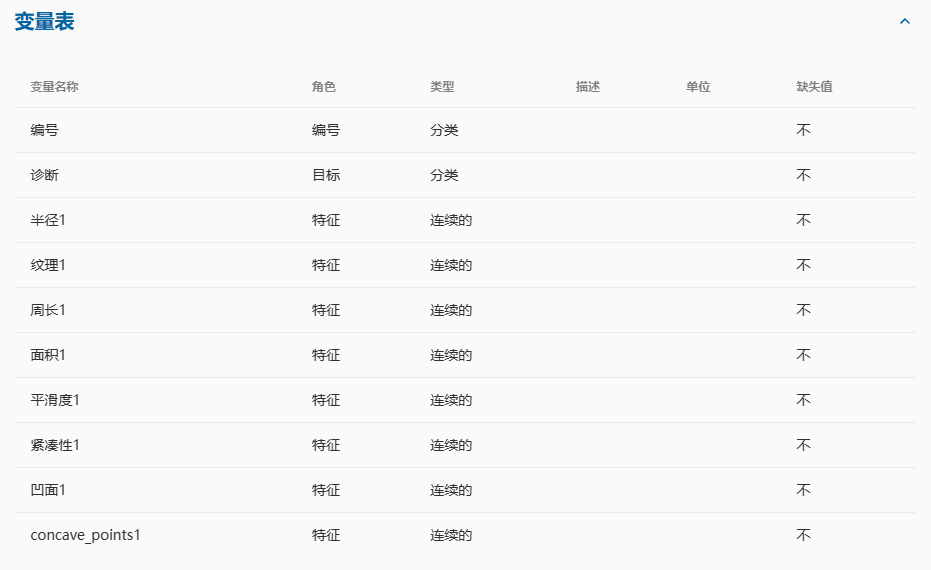 变量表
变量名称 角色 类型 描述 单位 缺失值
编号 编号 分类 不
诊断 目标 分类 不
半径1 特征 连续的 不
纹理1 特征 连续的 不
周长1 特征 连续的 不
面积1 特征 连续的 不
平滑度1 特征 连续的 不
紧凑性1 特征 连续的 不
凹面1 特征 连续的 不
concave_points1 特征 连续的 不